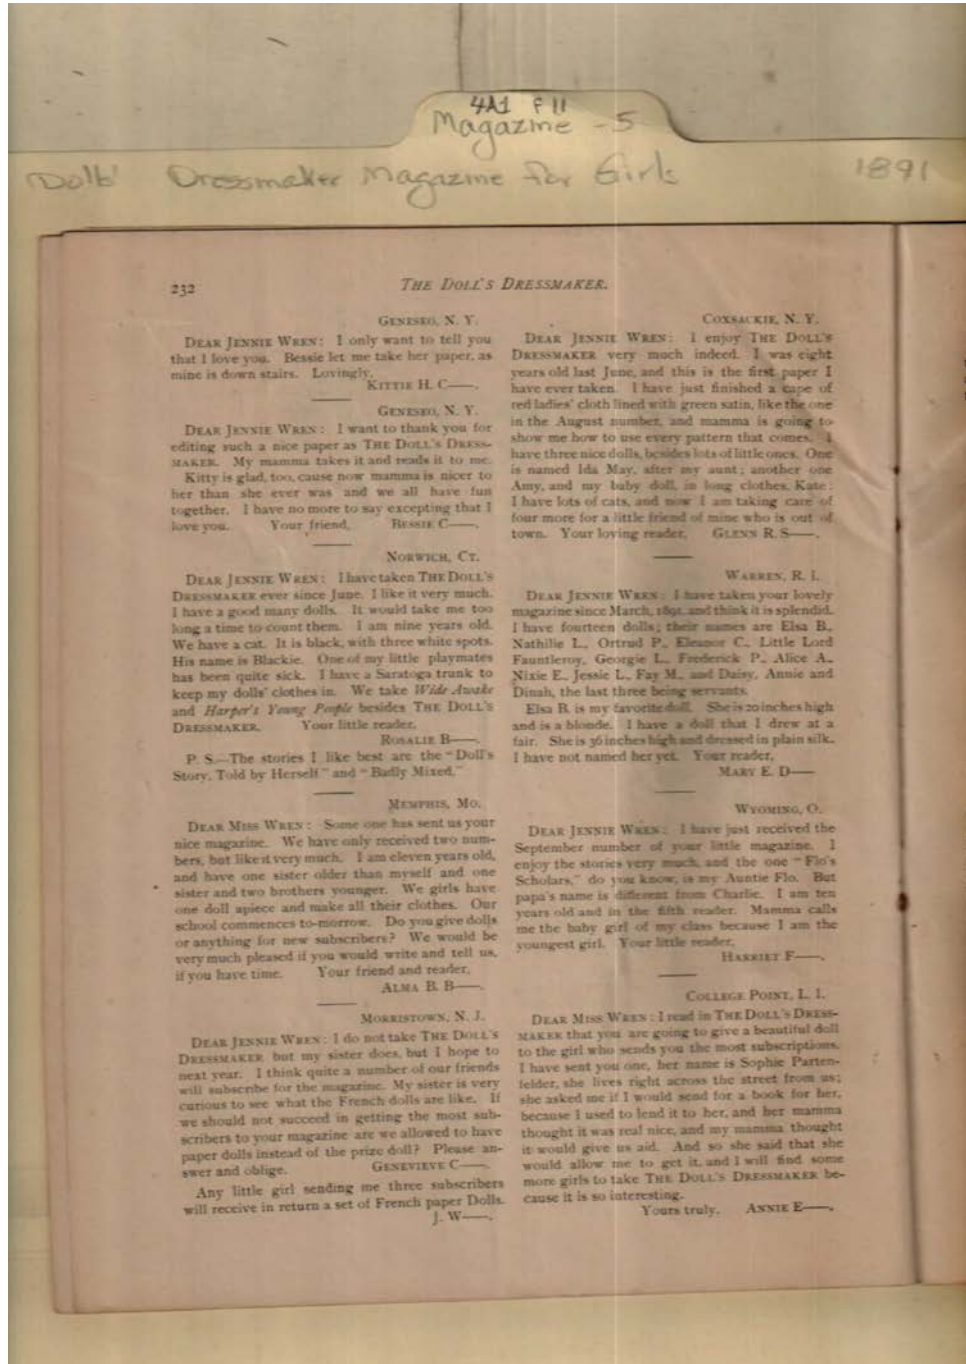 4A1 F 11
Magazine - 5
Dolls' Dressmaker Magazine for Girls 1891
232
THE DOLL'S DRESSMAKER.
GENESEO, N. Y.
DEAR JENNIE WREN: I only want to tell you
that I love you. Bessie let me take her paper, as
mine is down stairs. Lovingly,
KITTIE H. C——.
GENESEO, N. Y.
DEAR JENNIE WREN: I want to thank you for
editing such a nice paper as THE DOLL'S DRESS-
MAKER. My mamma takes it and reads it to me.
Kitty is glad, too, cause now mamma is nicer to
her than she ever was and we all have fun
together. I have no more to say excepting that I
love you. Your friend, BESSIE C——.
NORWICH, CT.
DEAR JENNIE WREN: I have taken THE DOLL'S
DRESSMAKER ever since June. I like it very much.
I have a good many dolls. It would take me too
long a time to count them. I am nine years old.
We have a cat. It is black, with three white spots.
His name is Blackie. One of my little playmates
has been quite sick. I have a Saratoga trunk to
keep my dolls' clothes in. We take Wide Awake
and Harper's Young People besides THE DOLL'S
DRESSMAKER. Your little reader,
ROSALIE B——.
P. S.—The stories I like best are the "Doll's
Story, Told by Herself" and "Badly Mixed."
MEMPHIS, MO.
DEAR MISS WREN: Some one has sent us your
nice magazine. We have only received two num-
bers, but like it very much. I am eleven years old,
and have one sister older than myself and one
sister and two brothers younger. We girls have
one doll apiece and make all their clothes. Our
school commences to-morrow. Do you give dolls
or anything for new subscribers? We would be
very much pleased if you would write and tell us,
if you have time. Your friend and reader,
ALMA B. B——.
MORRISTOWN, N. J.
DEAR JENNIE WREN: I do not take THE DOLL'S
DRESSMAKER but my sister does, but I hope to
next year. I think quite a number of our friends
will subscribe for the magazine. My sister is very
curious to see what the French dolls are like. If
we should not succeed in getting the most sub-
scribers to your magazine are we allowed to have
paper dolls instead of the prize doll? Please an-
swer and oblige. GENEVIEVE C——.
Any little girl sending me three subscribers
will receive in return a set of French paper Dolls.
J. W——.
COXSACKIE, N. Y.
DEAR JENNIE WREN: I enjoy THE DOLL'S
DRESSMAKER very much indeed. I was eight
years old last June, and this is the first paper I
have ever taken. I have just finished a cape of
red ladies' cloth lined with green satin, like the one
in the August number, and mamma is going to
show me how to use every pattern that comes. I
have three nice dolls, besides lots of little ones. One
is named Ida May, after my aunt; another one
Amy, and my baby doll, in long clothes, Kate;
I have lots of cats, and now I am taking care of
four more for a little friend of mine who is out of
town. Your loving reader, GLENN R. S——.
WARREN, R. I.
DEAR JENNIE WREN: I have taken your lovely
magazine since March, 1891, and think it is splendid.
I have fourteen dolls; their names are Elsa B.,
Nathilie L., Ortrud P., Eleanor C., Little Lord
Fauntleroy, Georgie L., Frederick P., Alice A.,
Nixie E., Jessie L., Fay M., and Daisy, Annie and
Dinah, the last three being servants.
Elsa B. is my favorite doll. She is 20 inches high
and is a blonde. I have a doll that I drew at a
fair. She is 36 inches high and dressed in plain silk.
I have not named her yet. Your reader,
MARY E. D——
WYOMING, O.
DEAR JENNIE WREN: I have just received the
September number of your little magazine. I
enjoy the stories very much, and the one "Flo's
Scholars," do you know, is my Auntie Flo. But
papa's name is different from Charlie. I am ten
years old and in the fifth reader. Mamma calls
me the baby girl of my class because I am the
youngest girl. Your little reader,
HARRIET F——.
COLLEGE POINT, L. I.
DEAR MISS WREN: I read in THE DOLL'S DRESS-
MAKER that you are going to give a beautiful doll
to the girl who sends you the most subscriptions.
I have sent you one, her name is Sophie Parten-
felder, she lives right across the street from us;
she asked me if I would send for a book for her,
because I used to lend it to her, and her mamma
thought it was real nice, and my mamma thought
it would give us aid. And so she said that she
would allow me to get it, and I will find some
more girls to take THE DOLL'S DRESSMAKER be-
cause it is so interesting.
Yours truly, ANNIE E——.